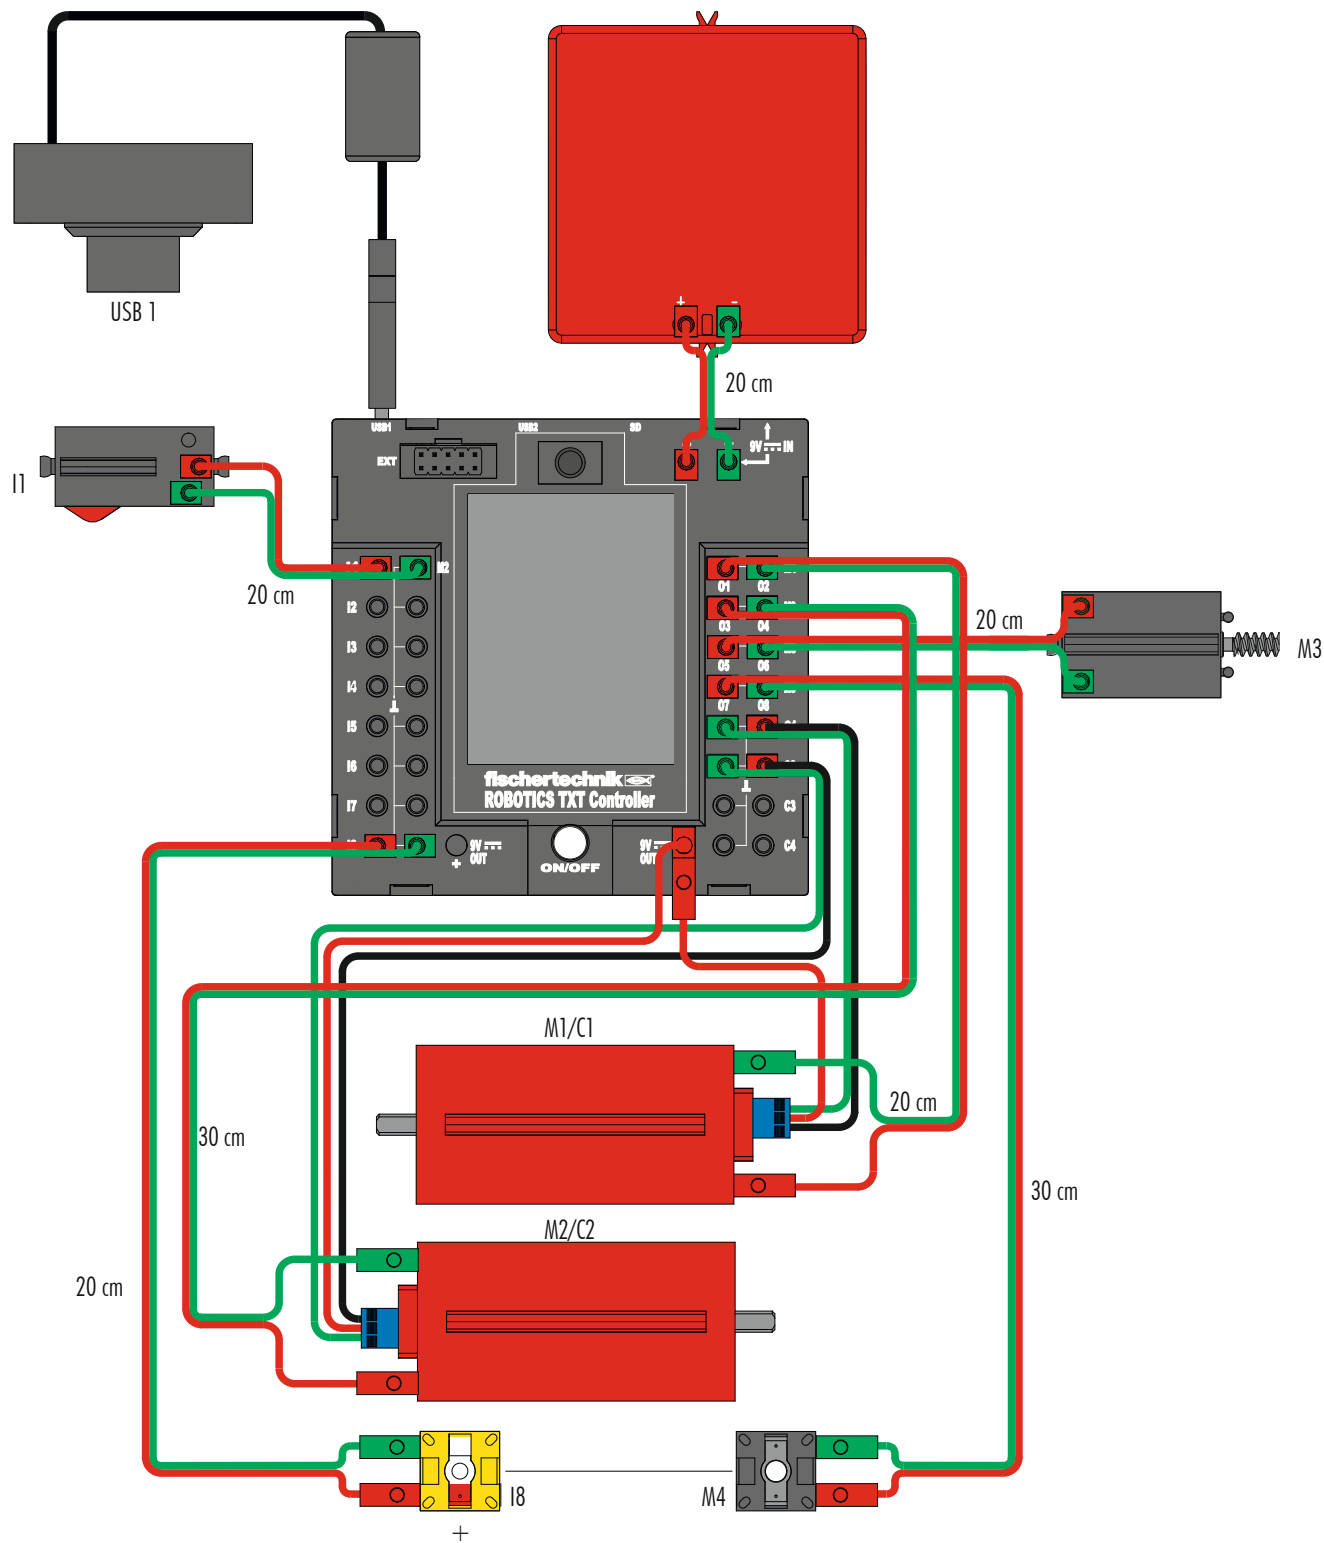 USB 1
+ -
20 cm
USB1
USB2
SD
EXT
9V IN
I1
20 cm
M2
I2
I3
I4
I5
I6
I7
O1
O2
O3
O4
O5
O6
O7
O8
C3
C4
20 cm
M3
fischertechnik
ROBOTICS TXT Controller
+
9V
OUT
ON/OFF
9V
OUT
M1/C1
20 cm
30 cm
30 cm
M2/C2
20 cm
I8
M4
+